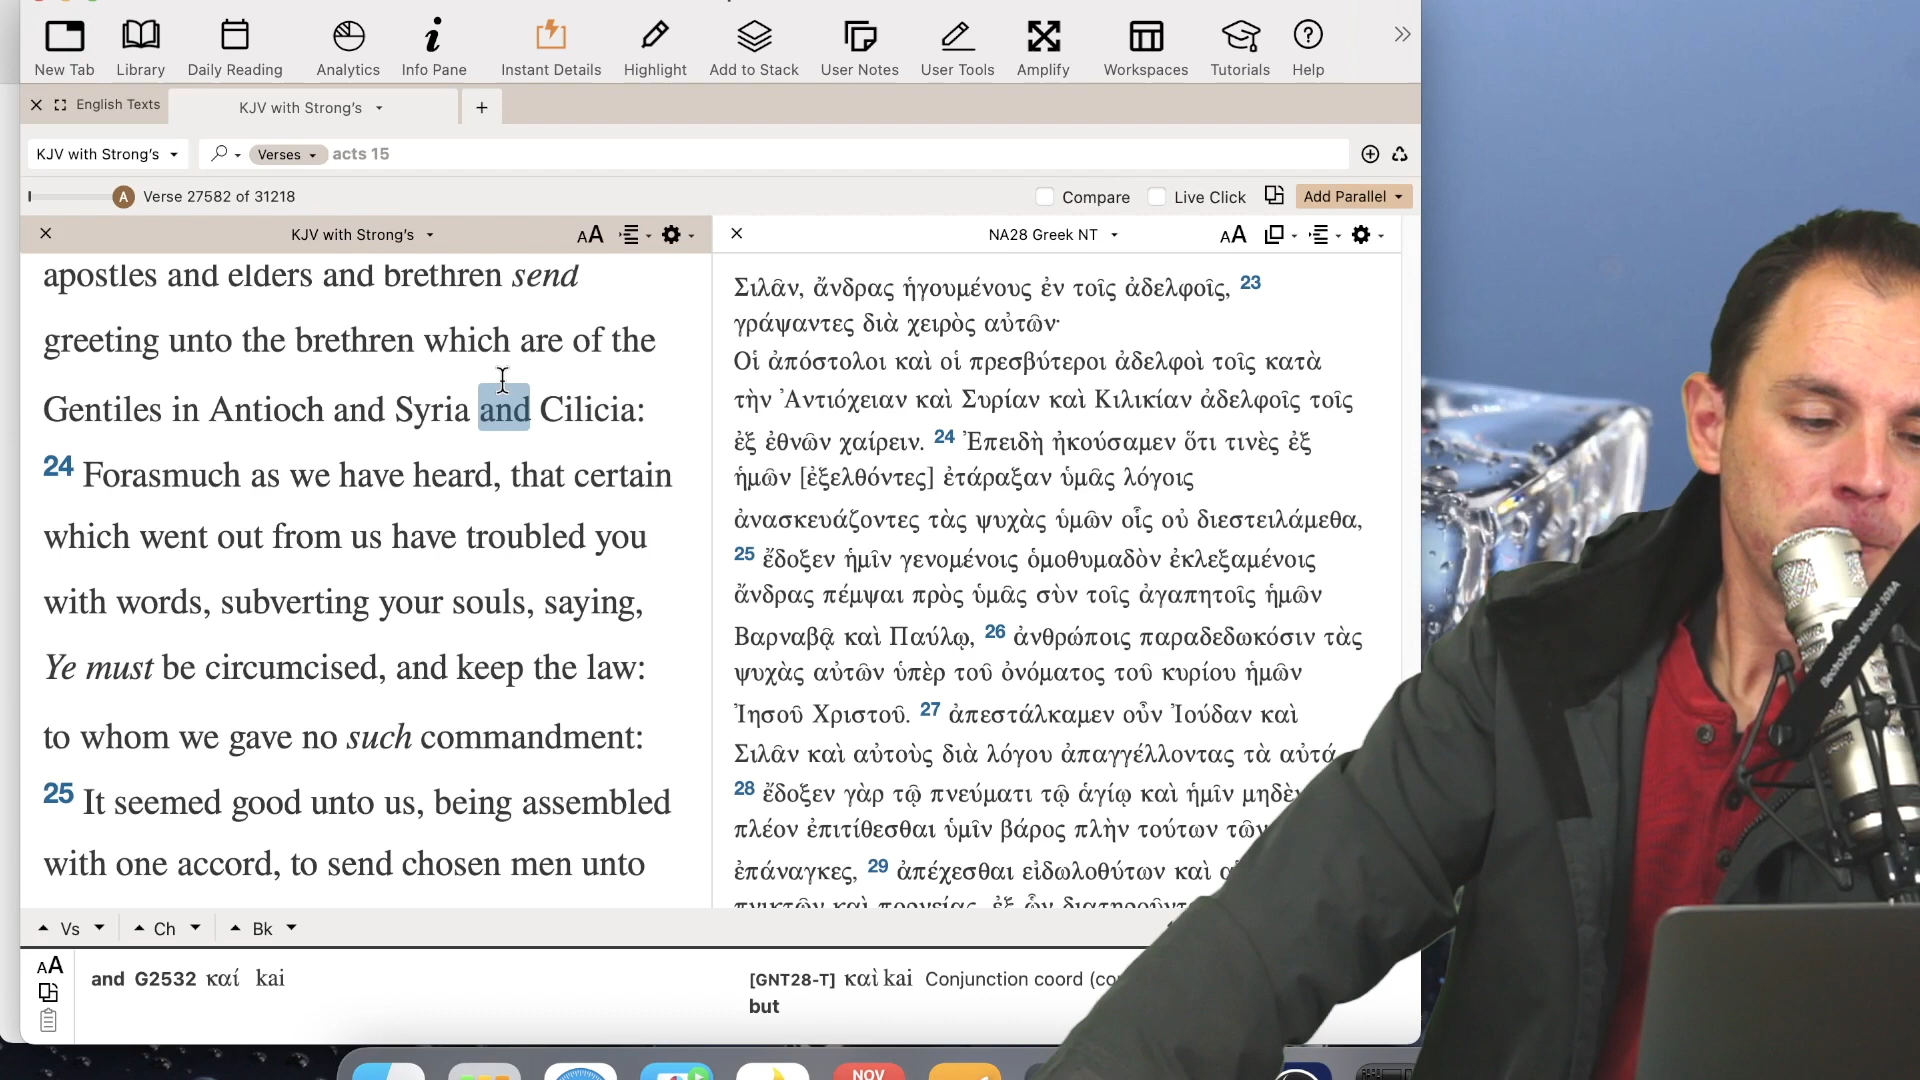 New Tab
Library
Daily Reading
Analytics
Info Pane
Instant Details
Highlight
Add to Stack
User Notes
User Tools
Amplify
Workspaces
Tutorials
Help
English Texts
KJV with Strong's
KJV with Strong's
Verses
acts 15
A
Verse 27582 of 31218
Compare
Live Click
Add Parallel
KJV with Strong's
AA
apostles and elders and brethren send
greeting unto the brethren which are of the
Gentiles in Antioch and Syria and Cilicia:
24 Forasmuch as we have heard, that certain
which went out from us have troubled you
with words, subverting your souls, saying,
Ye must be circumcised, and keep the law:
to whom we gave no such commandment:
25 It seemed good unto us, being assembled
with one accord, to send chosen men unto
NA28 Greek NT
AA
Σιλᾶν, ἄνδρας ἡγουμένους ἐν τοῖς ἀδελφοῖς, 23
γράψαντες διὰ χειρὸς αὐτῶν·
Οἱ ἀπόστολοι καὶ οἱ πρεσβύτεροι ἀδελφοὶ τοῖς κατὰ
τὴν Ἀντιόχειαν καὶ Συρίαν καὶ Κιλικίαν ἀδελφοῖς τοῖς
ἐξ ἐθνῶν χαίρειν. 24 Ἐπειδὴ ἠκούσαμεν ὅτι τινὲς ἐξ
ἡμῶν [ἐξελθόντες] ἐτάραξαν ὑμᾶς λόγοις
ἀνασκευάζοντες τὰς ψυχὰς ὑμῶν οἷς οὐ διεστειλάμεθα,
25 ἔδοξεν ἡμῖν γενομένοις ὁμοθυμαδὸν ἐκλεξαμένοις
ἄνδρας πέμψαι πρὸς ὑμᾶς σὺν τοῖς ἀγαπητοῖς ἡμῶν
Βαρναβᾷ καὶ Παύλῳ, 26 ἀνθρώποις παραδεδωκόσιν τὰς
ψυχὰς αὐτῶν ὑπὲρ τοῦ ὀνόματος τοῦ κυρίου ἡμῶν
Ἰησοῦ Χριστοῦ. 27 ἀπεστάλκαμεν οὖν Ἰούδαν καὶ
Σιλᾶν καὶ αὐτοὺς διὰ λόγου ἀπαγγέλλοντας τὰ αὐτά
28 ἔδοξεν γὰρ τῷ πνεύματι τῷ ἁγίῳ καὶ ἡμῖν μηδὲν
πλέον ἐπιτίθεσθαι ὑμῖν βάρος πλὴν τούτων τῶν
ἐπάναγκες, 29 ἀπέχεσθαι εἰδωλοθύτων καὶ
πνικτῶν καὶ πορνείας, ἐξ ὧν
Vs
Ch
Bk
AA
and G2532 καί kai
[GNT28-T] καὶ kai Conjunction coord
but
NOV